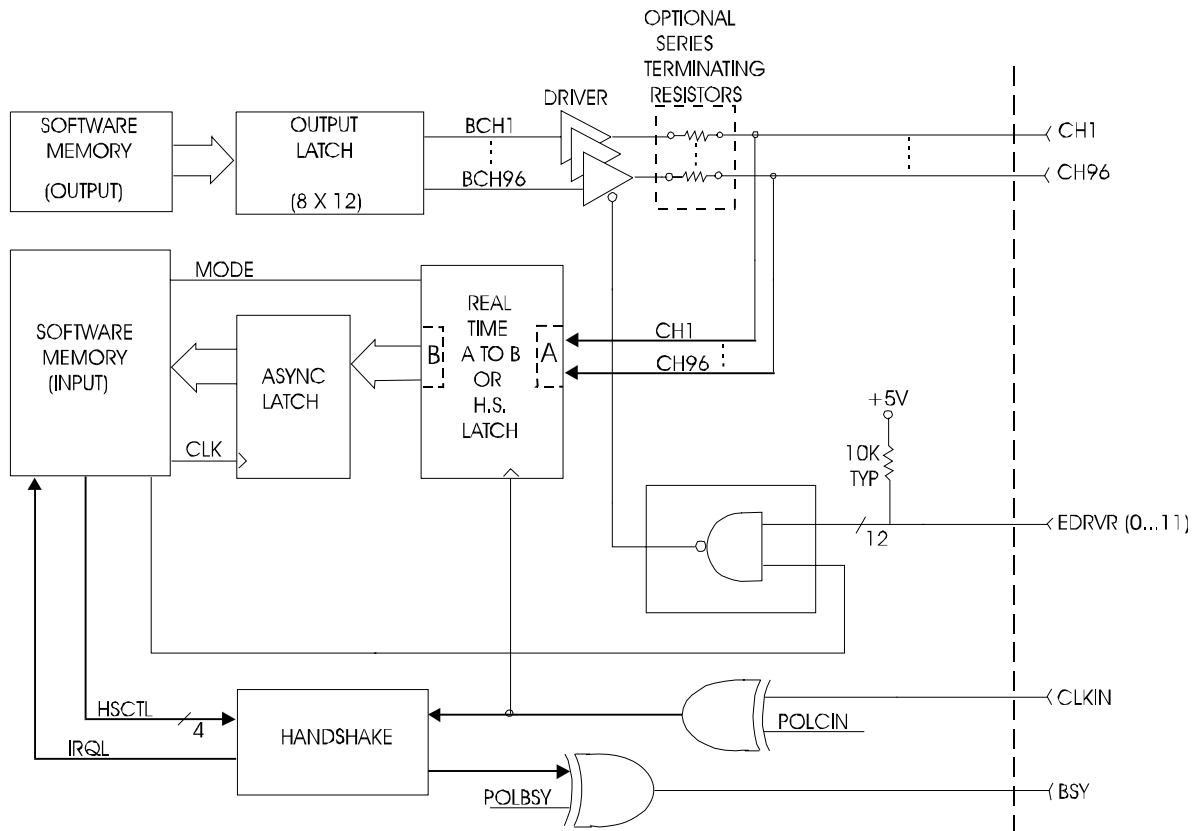 OPTIONAL
SERIES
TERMINATING
RESISTORS
DRIVER
SOFTWARE
MEMORY
(OUTPUT)
OUTPUT
LATCH
(8 X 12)
BCH1
BCH96
CH1
CH96
MODE
SOFTWARE
MEMORY
(INPUT)
ASYNC
LATCH
CLK
REAL
TIME
A TO B
OR
H.S.
LATCH
B
A
CH1
CH96
+5V
10K
TYP
12
EDRVR (0...11)
HSCTL
4
IRQL
HANDSHAKE
POLCIN
CLKIN
POLBSY
BSY